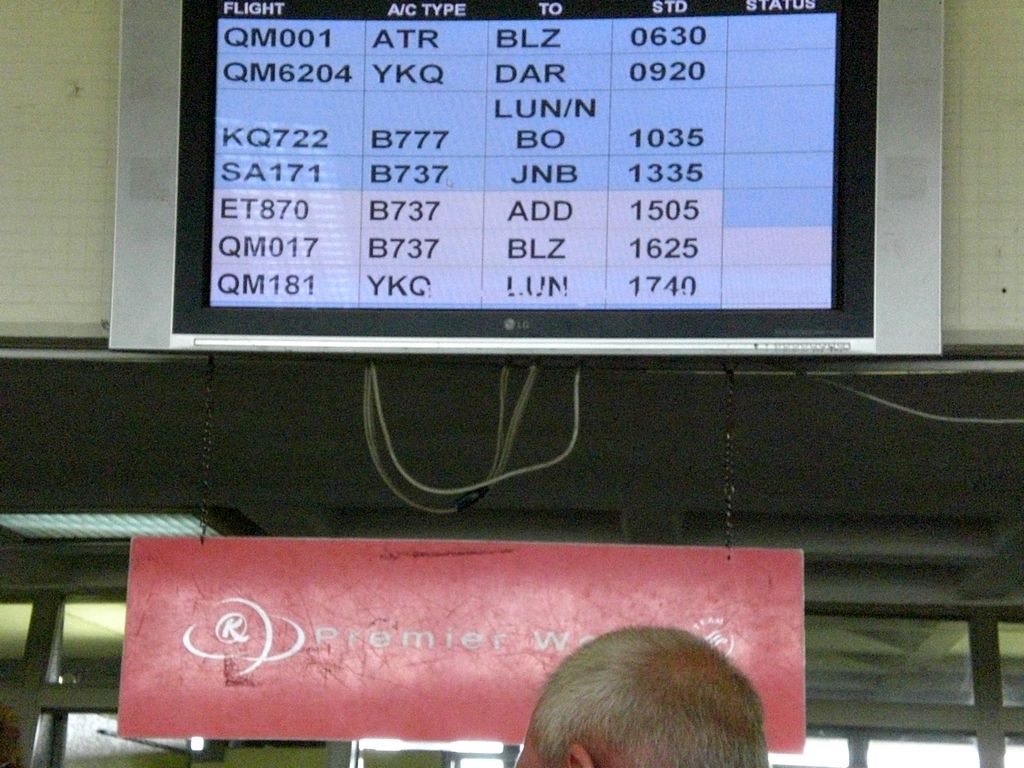 FLIGHT A/C TYPE TO STD STATUS
QM001 ATR BLZ 0630
QM6204 YKQ DAR 0920
LUN/N
KQ722 B777 BO 1035
SA171 B737 JNB 1335
ET870 B737 ADD 1505
QM017 B737 BLZ 1625
QM181 YKQ LUN 1740
LG
Premier
TEAM